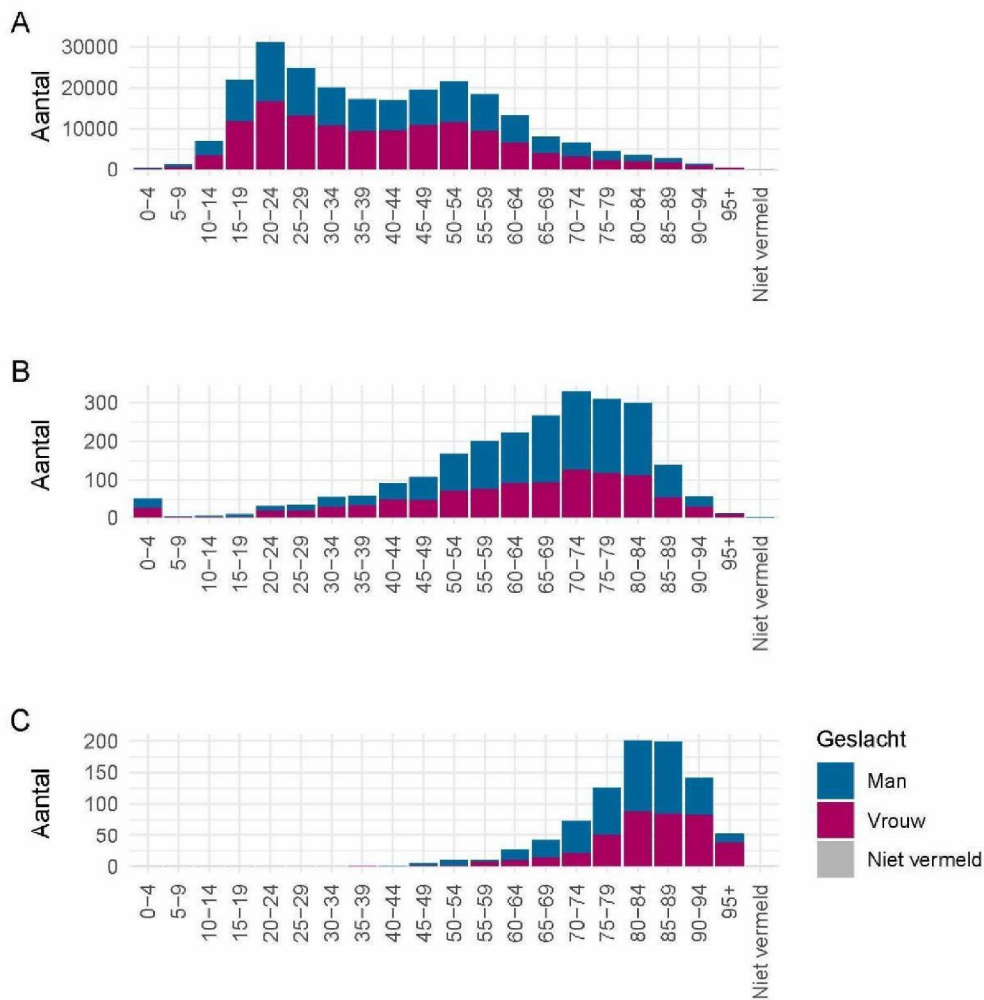 A
Aantal
30000
20000
10000
0
0-4 5-9 10-14 15-19 20-24 25-29 30-34 35-39 40-44 45-49 50-54 55-59 60-64 65-69 70-74 75-79 80-84 85-89 90-94 95+ Niet vermeld
B
Aantal
300
200
100
0
0-4 5-9 10-14 15-19 20-24 25-29 30-34 35-39 40-44 45-49 50-54 55-59 60-64 65-69 70-74 75-79 80-84 85-89 90-94 95+ Niet vermeld
C
Aantal
200
150
100
50
0
0-4 5-9 10-14 15-19 20-24 25-29 30-34 35-39 40-44 45-49 50-54 55-59 60-64 65-69 70-74 75-79 80-84 85-89 90-94 95+ Niet vermeld
Geslacht
Man
Vrouw
Niet vermeld